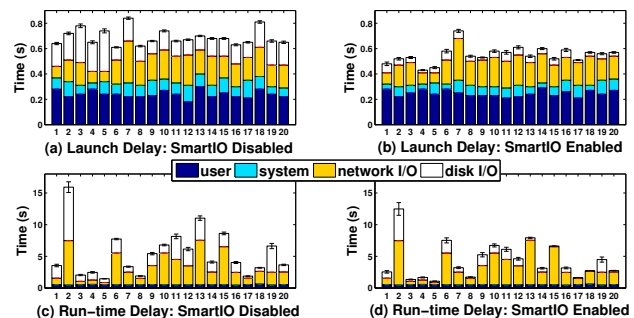 Time (s)
0.8
0.6
0.4
0.2
0
1 2 3 4 5 6 7 8 9 10 11 12 13 14 15 16 17 18 19 20
(a) Launch Delay: SmartIO Disabled
Time (s)
0.8
0.6
0.4
0.2
0
1 2 3 4 5 6 7 8 9 10 11 12 13 14 15 16 17 18 19 20
(b) Launch Delay: SmartIO Enabled
user system network I/O disk I/O
Time (s)
15
10
5
0
1 2 3 4 5 6 7 8 9 10 11 12 13 14 15 16 17 18 19 20
(c) Run−time Delay: SmartIO Disabled
Time (s)
15
10
5
0
1 2 3 4 5 6 7 8 9 10 11 12 13 14 15 16 17 18 19 20
(d) Run−time Delay: SmartIO Enabled